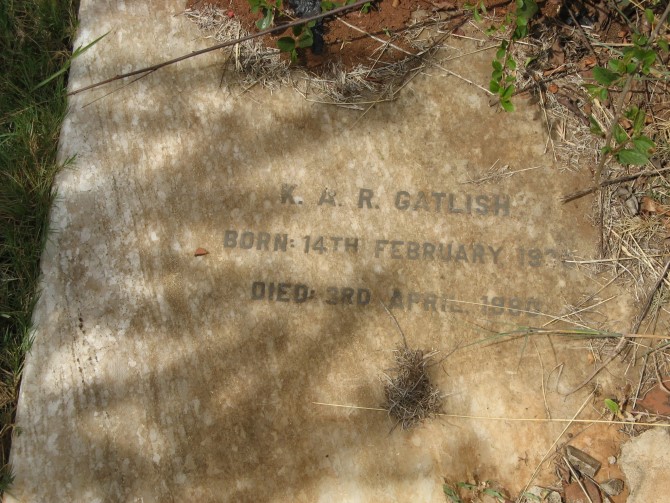 K. A. R. GATLISH
BORN: 14TH FEBRUARY
DIED: 3RD APRIL